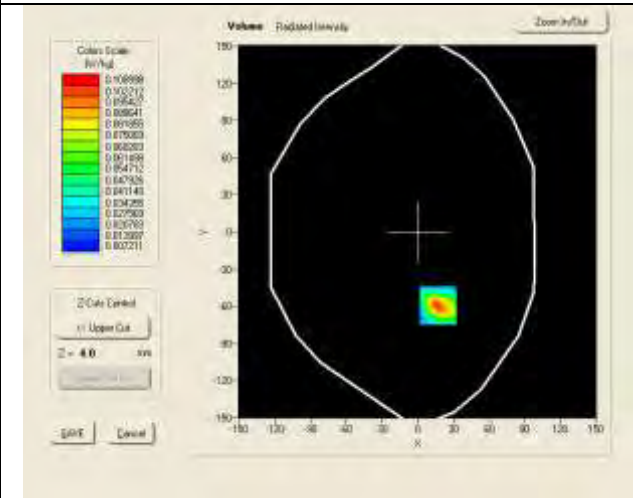 Volume Radiated Intensity
Zoom In/Out
Colors Scale
(W/kg)
0.108998
0.102212
0.095427
0.088641
0.081855
0.075069
0.068283
0.061498
0.054712
0.047926
0.041140
0.034355
0.027569
0.020783
0.007211
Z Cuts Control
Upper Cut
Z = 4.0 mm
SAVE Cancel
150
120
90
60
30
0
-30
-60
-90
-120
-150
Y
-150 -120 -90 -60 -30 0 30 60 90 120 150
X